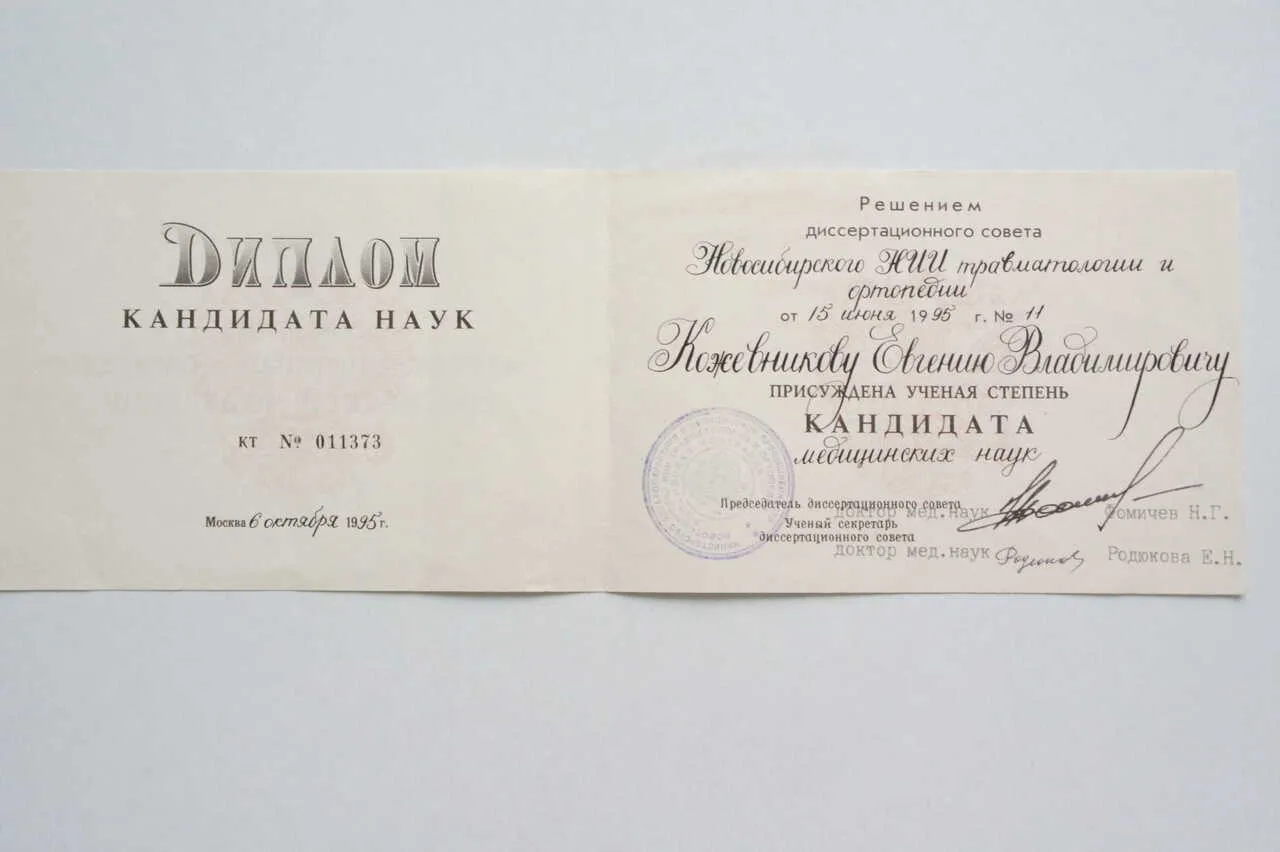 ДИПЛОМ
КАНДИДАТА НАУК
КТ № 011373
Москва 6 октября 1995 г.
Решением
диссертационного совета
Новосибирского НИИ травматологии и
ортопедии
от 15 июня 1995 г. № 11
Кожевникову Евгению Владимировичу
ПРИСУЖДЕНА УЧЕНАЯ СТЕПЕНЬ
КАНДИДАТА
медицинских наук
Председатель диссертационного совета
доктор мед.наук Фомичев Н.Г.
Ученый секретарь
диссертационного совета
доктор мед.наук Родюкова Е.Н.